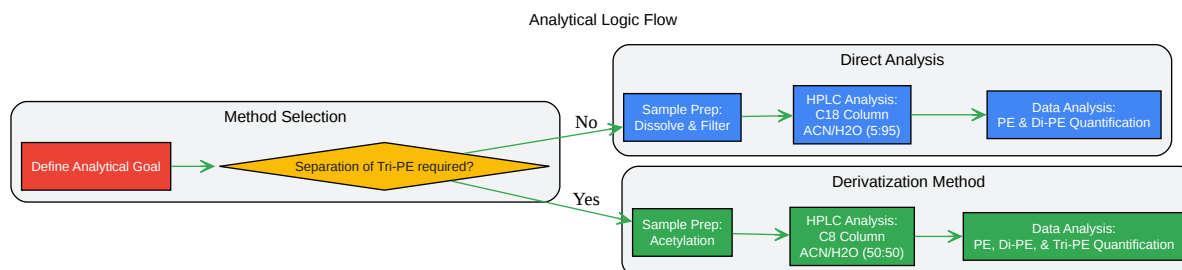 Analytical Logic Flow
Method Selection
Define Analytical Goal
Separation of Tri-PE required?
No
Yes
Direct Analysis
Sample Prep:
Dissolve & Filter
HPLC Analysis:
C18 Column
ACN/H2O (5:95)
Data Analysis:
PE & Di-PE Quantification
Derivatization Method
Sample Prep:
Acetylation
HPLC Analysis:
C8 Column
ACN/H2O (50:50)
Data Analysis:
PE, Di-PE, & Tri-PE Quantification